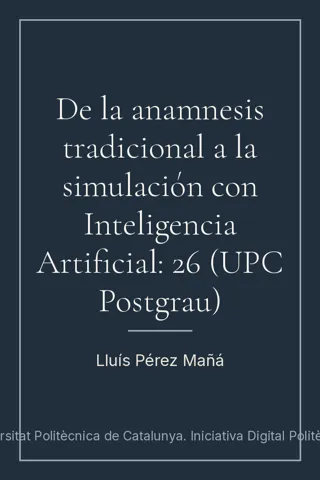 De la anamnesis
tradicional a la
simulación con
Inteligencia
Artificial: 26 (UPC
Postgrau)
Lluís Pérez Mañá
rsitat Politècnica de Catalunya. Iniciativa Digital Politè